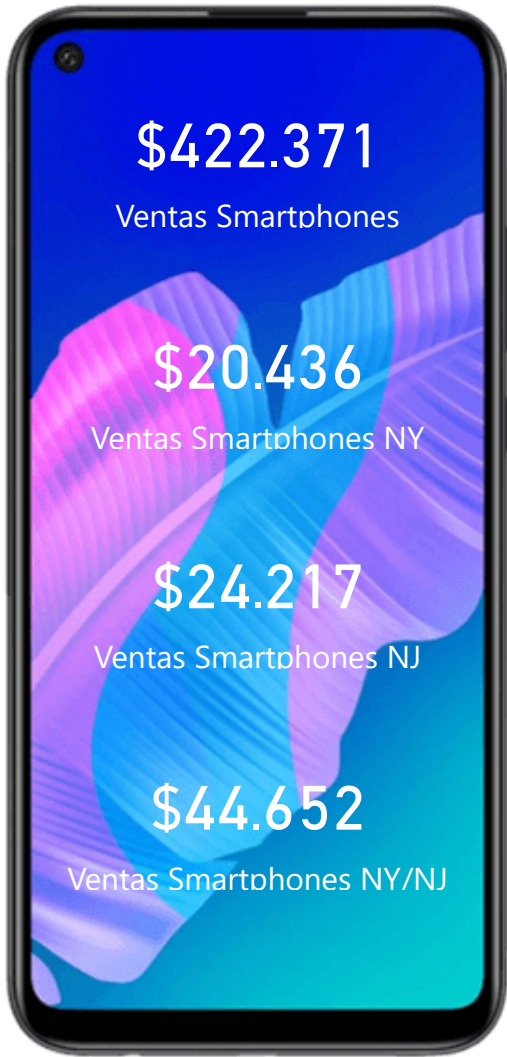 $422.371
Ventas Smartphones
$20.436
Ventas Smartphones NY
$24.217
Ventas Smartphones NJ
$44.652
Ventas Smartphones NY/NJ